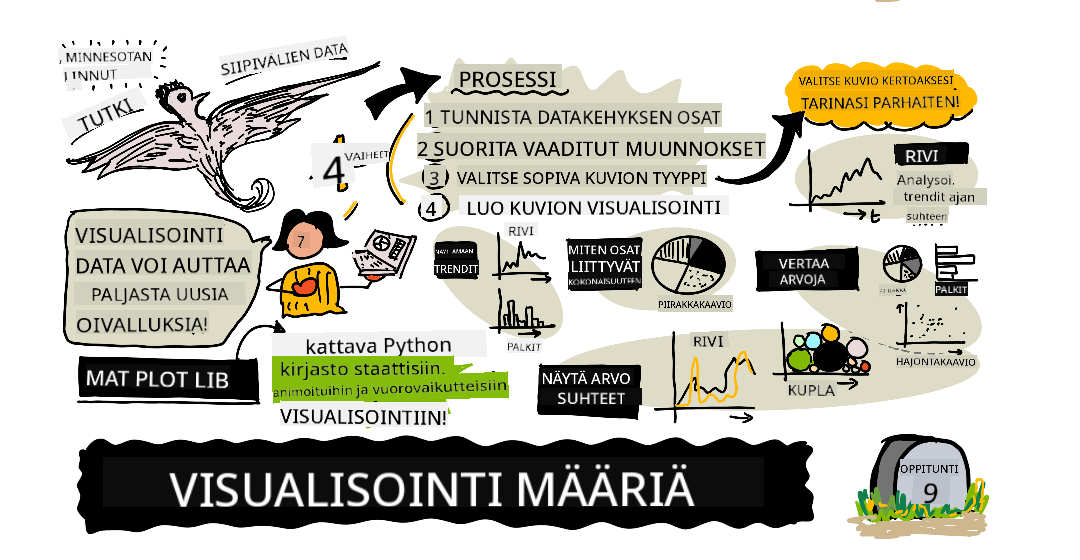 MINNESOTAN
LINNUT
TUTKI
SIIPIVÄLIEN DATA
4 VAIHEET
PROSESSI
1 TUNNISTA DATAKEHYKSEN OSAT
2 SUORITA VAADITUT MUUNNOKSET
3 VALITSE SOPIVA KUVION TYYPPI
4 LUO KUVION VISUALISOINTI
VALITSE KUVIO KERTOAKSESI
TARINASI PARHAITEN!
RIVI
Analysoi.
trendit ajan
suhteen
t
VISUALISOINTI
DATA VOI AUTTAA
PALJASTA UUSIA
OIVALLUKSIA!
7
TRENDIT
RIVI
PALKIT
MITEN OSAT
LIITTYVÄT
KOKONAISUUTEEN
PIIRAKKAKAAVIO
VERTAA
ARVOJA
PALKIT
HAJONTAKAAVIO
MAT PLOT LIB
kattava Python
kirjasto staattisiin.
animoituihin ja vuorovaikutteisiin
VISUALISOINTIIN!
NÄYTÄ ARVO
SUHTEET
RIVI
KUPLA
VISUALISOINTI MÄÄRIÄ
OPPITUNTI
9